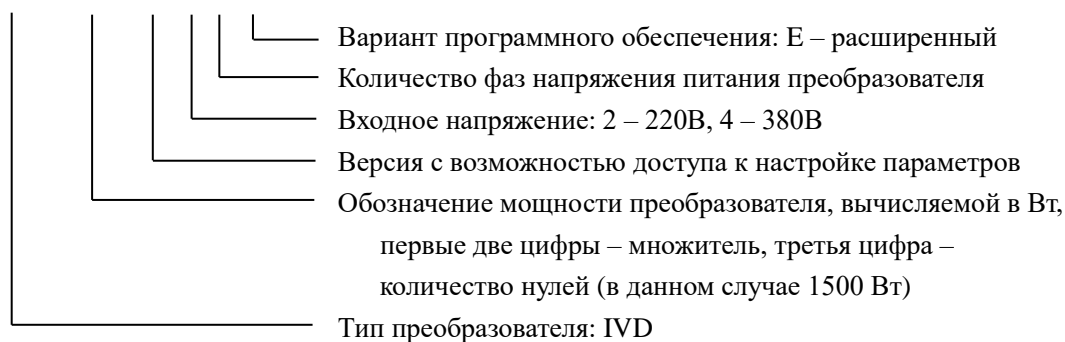 Вариант программного обеспечения: Е – расширенный
Количество фаз напряжения питания преобразователя
Входное напряжение: 2 – 220В, 4 – 380В
Версия с возможностью доступа к настройке параметров
Обозначение мощности преобразователя, вычисляемой в Вт,
первые две цифры – множитель, третья цифра –
количество нулей (в данном случае 1500 Вт)
Тип преобразователя: IVD